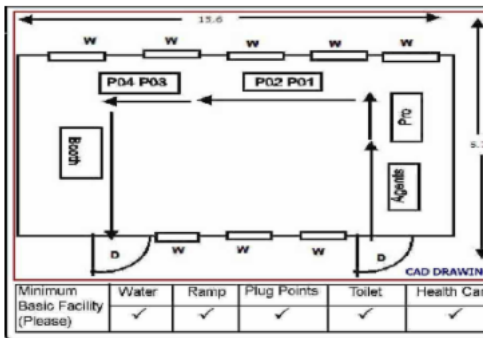 15.6
W W W W W
P04 P03 P02 P01
Pro
Booth
Agents
W W W
D D
CAD DRAWIN
Minimum Basic Facility (Please) Water Ramp Plug Points Toilet Health Car
✓ ✓ ✓ ✓ ✓